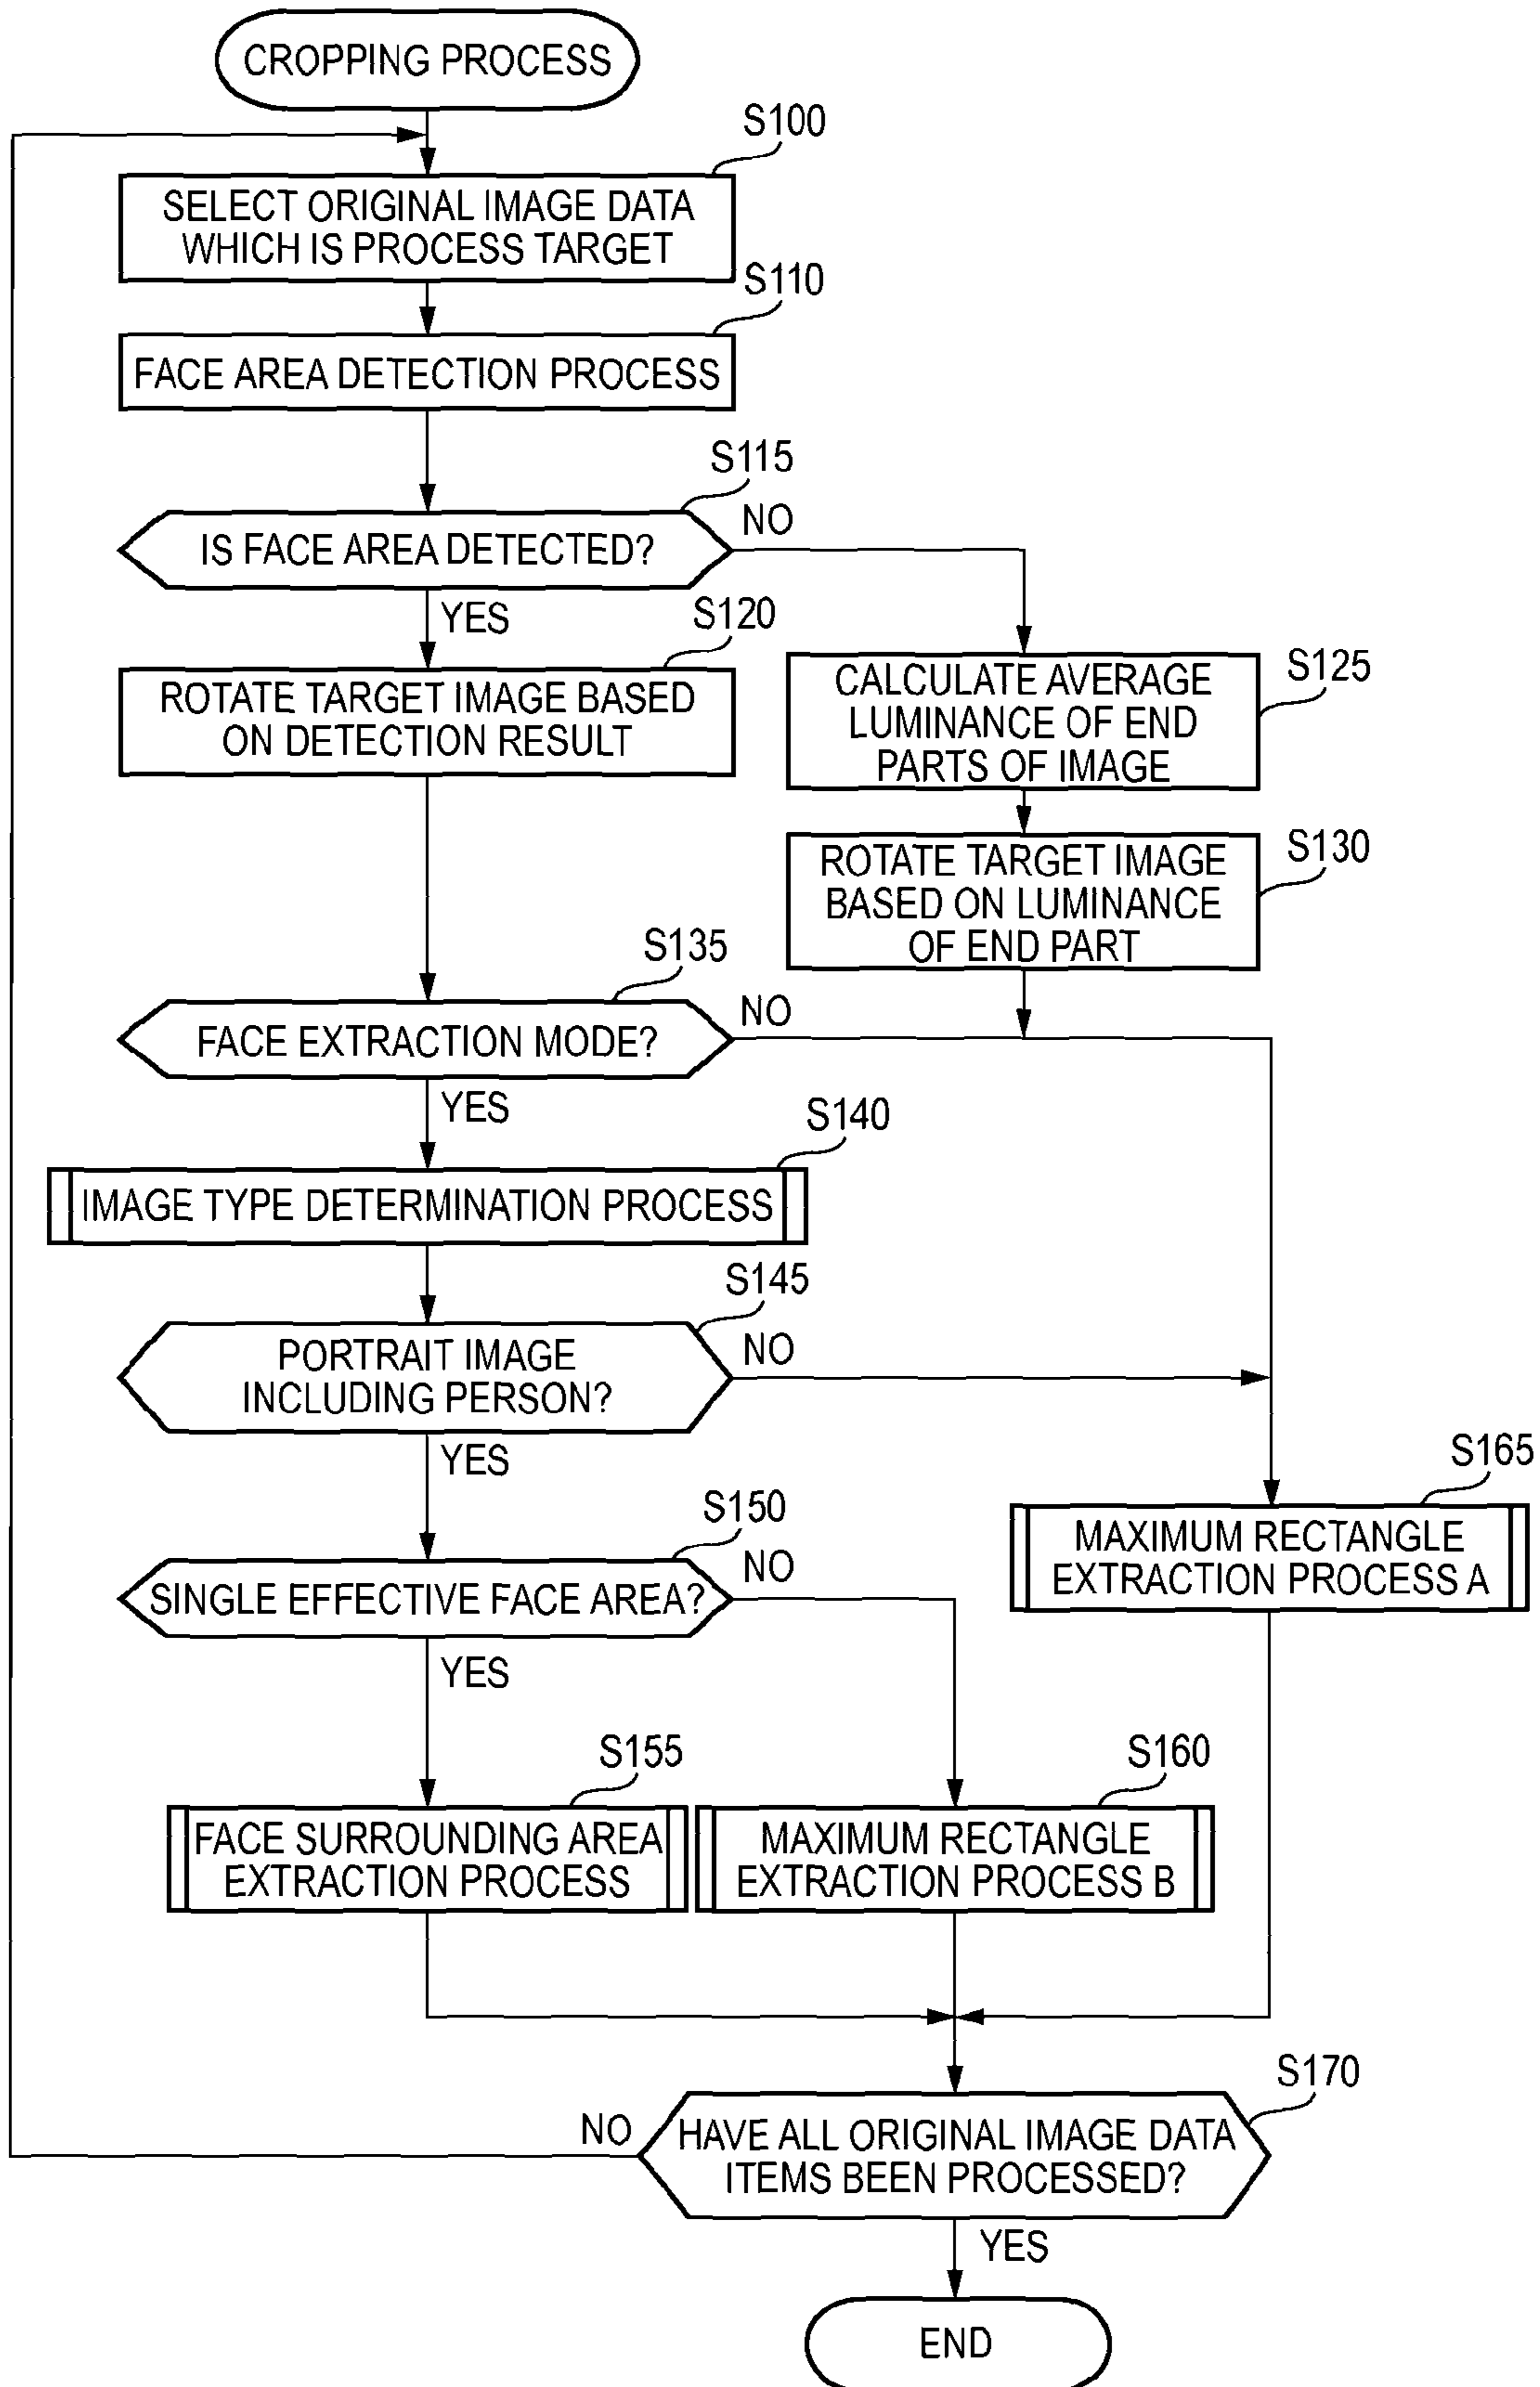 CROPPING PROCESS
S100
SELECT ORIGINAL IMAGE DATA
WHICH IS PROCESS TARGET
S110
FACE AREA DETECTION PROCESS
S115
IS FACE AREA DETECTED?
NO
YES
S120
ROTATE TARGET IMAGE BASED
ON DETECTION RESULT
S125
CALCULATE AVERAGE
LUMINANCE OF END
PARTS OF IMAGE
S130
ROTATE TARGET IMAGE
BASED ON LUMINANCE
OF END PART
S135
FACE EXTRACTION MODE?
NO
YES
S140
IMAGE TYPE DETERMINATION PROCESS
S145
PORTRAIT IMAGE
INCLUDING PERSON?
NO
YES
S165
MAXIMUM RECTANGLE
EXTRACTION PROCESS A
S150
SINGLE EFFECTIVE FACE AREA?
NO
YES
S155
FACE SURROUNDING AREA
EXTRACTION PROCESS
S160
MAXIMUM RECTANGLE
EXTRACTION PROCESS B
S170
HAVE ALL ORIGINAL IMAGE DATA
ITEMS BEEN PROCESSED?
NO
YES
END